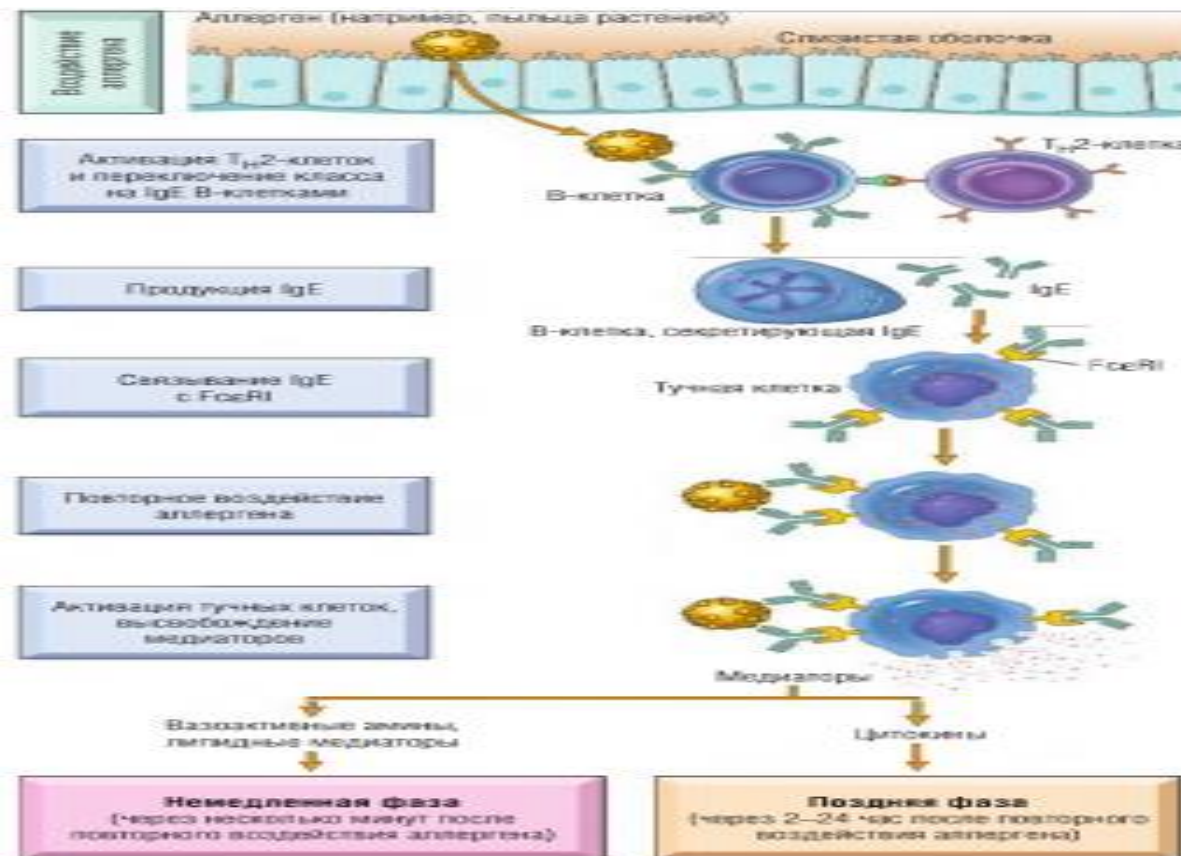 Аллерген (например, пыльца растений)
Слизистая оболочка
Воздействие
аллергена
Активация TH2-клеток
и переключение класса
на IgE B-клетками
TH2-клетка
B-клетка
Продукция IgE
IgE
B-клетка, секретирующая IgE
Связывание IgE
с FcεRI
FcεRI
Тучная клетка
Повторное воздействие
аллергена
Активация тучных клеток,
высвобождение
медиаторов
Медиаторы
Вазоактивные амины,
липидные медиаторы
Цитокины
Немедленная фаза
(через несколько минут после
повторного воздействия аллергена)
Поздняя фаза
(через 2–24 час после повторного
воздействия аллергена)